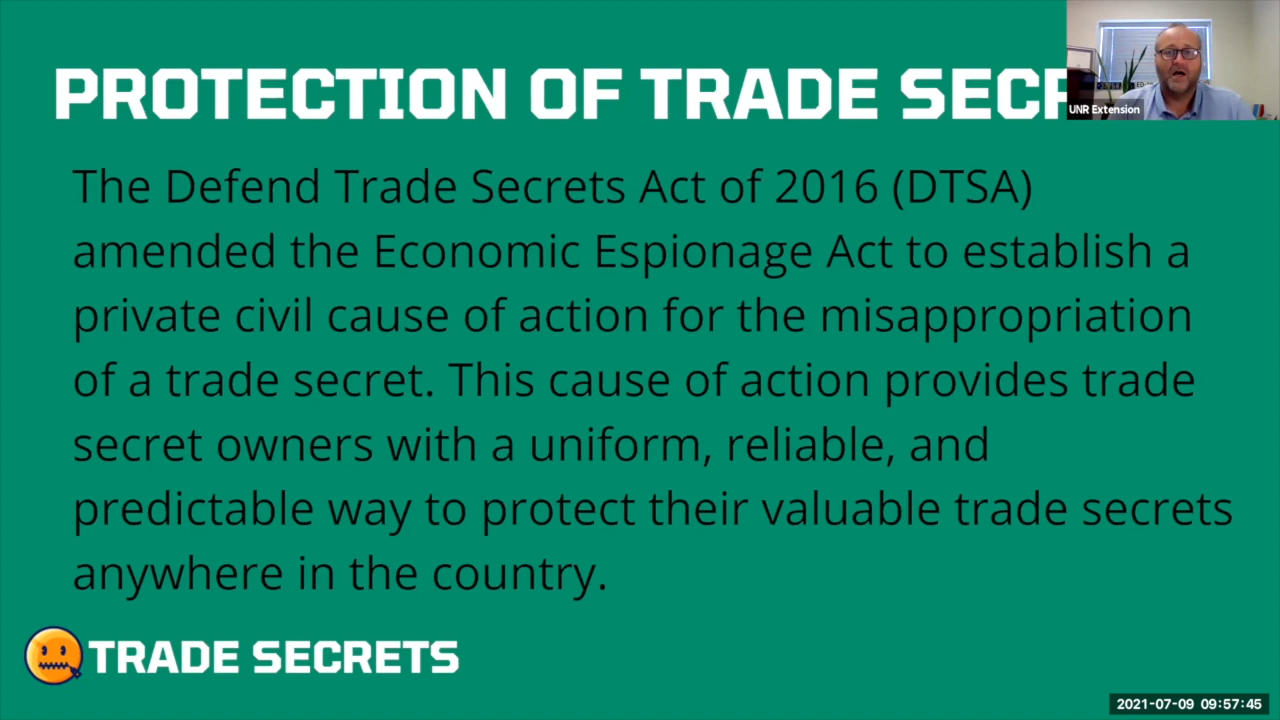 PROTECTION OF TRADE
UNR Extension
The Defend Trade Secrets Act of 2016 (DTSA)
amended the Economic Espionage Act to establish a
private civil cause of action for the misappropriation
of a trade secret. This cause of action provides trade
secret owners with a uniform, reliable, and
predictable way to protect their valuable trade secrets
anywhere in the country.
TRADE SECRETS
2021-07-09 09:57:45